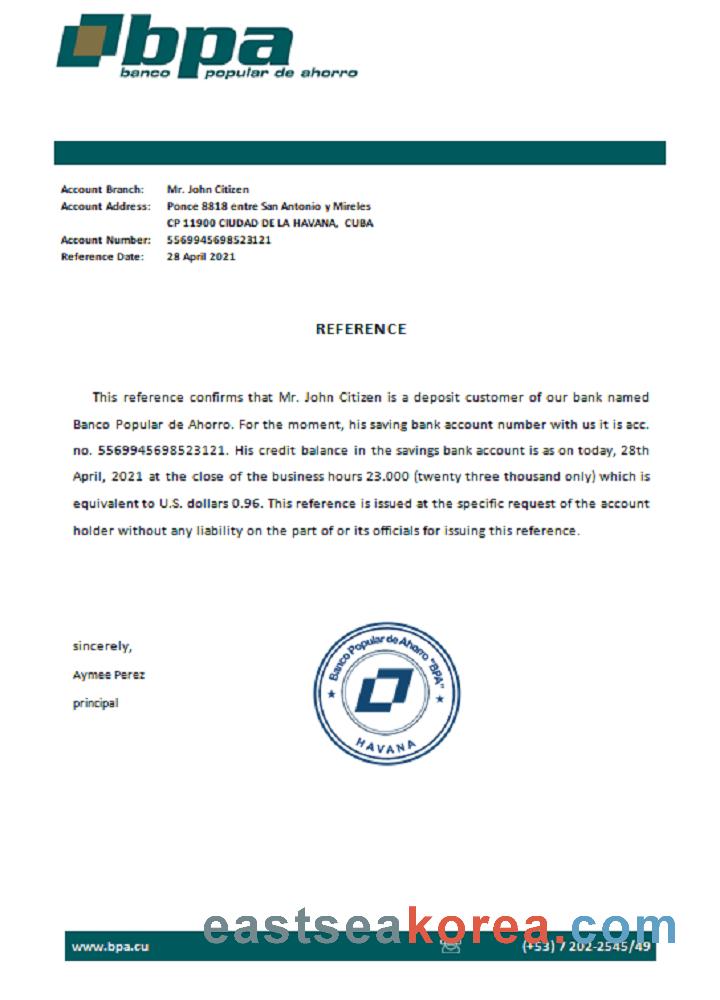 bpa
banco popular de ahorro
Account Branch: Mr. John Citizen
Account Address: Ponce 8818 entre San Antonio y Mireles
CP 11900 CIUDAD DE LA HAVANA, CUBA
Account Number: 5569945698523121
Reference Date: 28 April 2021
REFERENCE
This reference confirms that Mr. John Citizen is a deposit customer of our bank named
Banco Popular de Ahorro. For the moment, his saving bank account number with us it is acc.
no. 5569945698523121. His credit balance in the savings bank account is as on today, 28th
April, 2021 at the close of the business hours 23.000 (twenty three thousand only) which is
equivalent to U.S. dollars 0.96. This reference is issued at the specific request of the account
holder without any liability on the part of or its officials for issuing this reference.
sincerely,
Aymee Perez
principal
Banco Popular de Ahorro "BPA"
HAVANA
eastseakorea.com
www.bpa.cu (+53) 7 202-2545/49